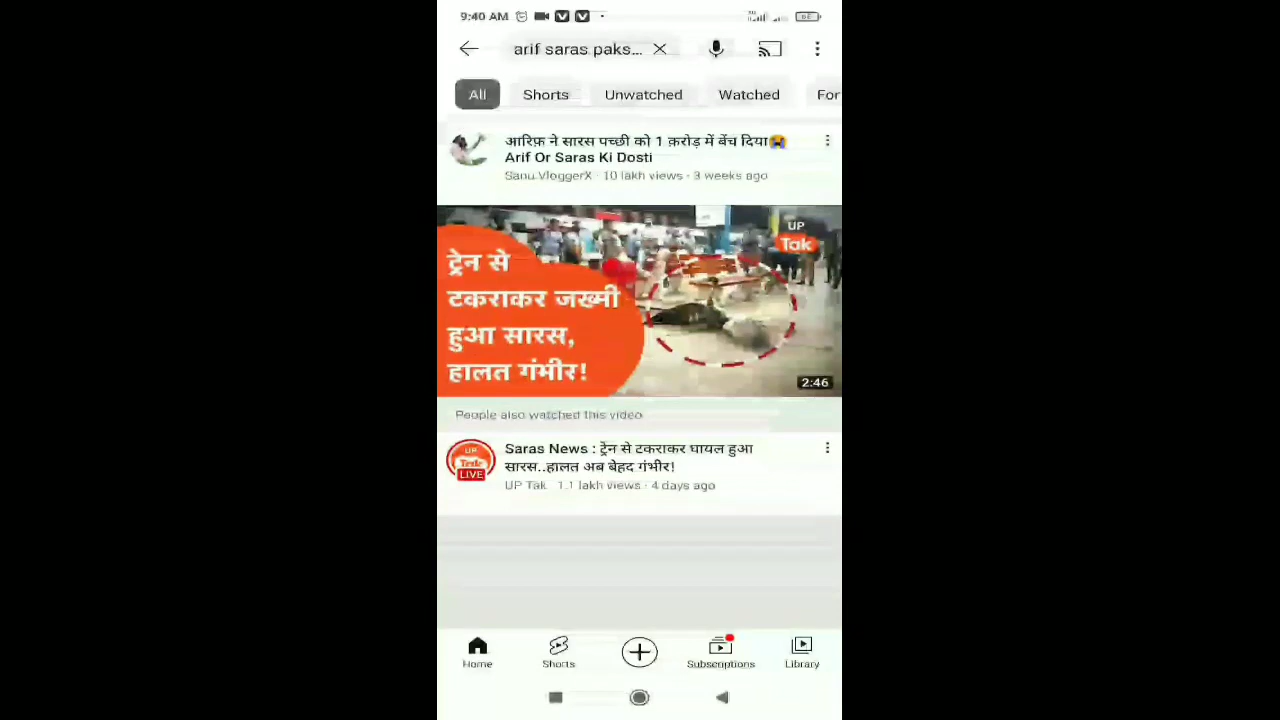 9:40 AM
arif saras paks...
All Shorts Unwatched Watched For
आरिफ़ ने सारस पच्छी को 1 क़रोड़ में बेंच दिया😭
Arif Or Saras Ki Dosti
Sanu VloggerX · 10 lakh views · 3 weeks ago
UP
Tak
ट्रेन से
टकराकर जख्मी
हुआ सारस,
हालत गंभीर!
2:46
People also watched this video
UP
Tak
LIVE
Saras News : ट्रेन से टकराकर घायल हुआ
सारस..हालत अब बेहद गंभीर!
UP Tak · 1.1 lakh views · 4 days ago
Home Shorts Subscriptions Library